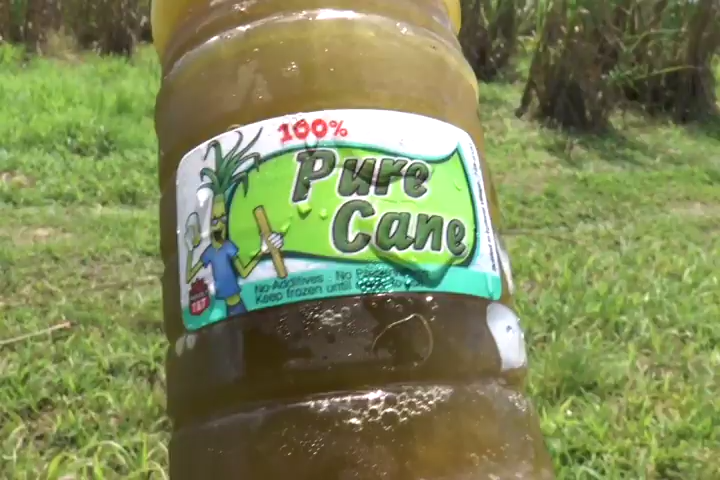 100%
Pure
Cane
No Additives - No
Keep frozen until
T&T